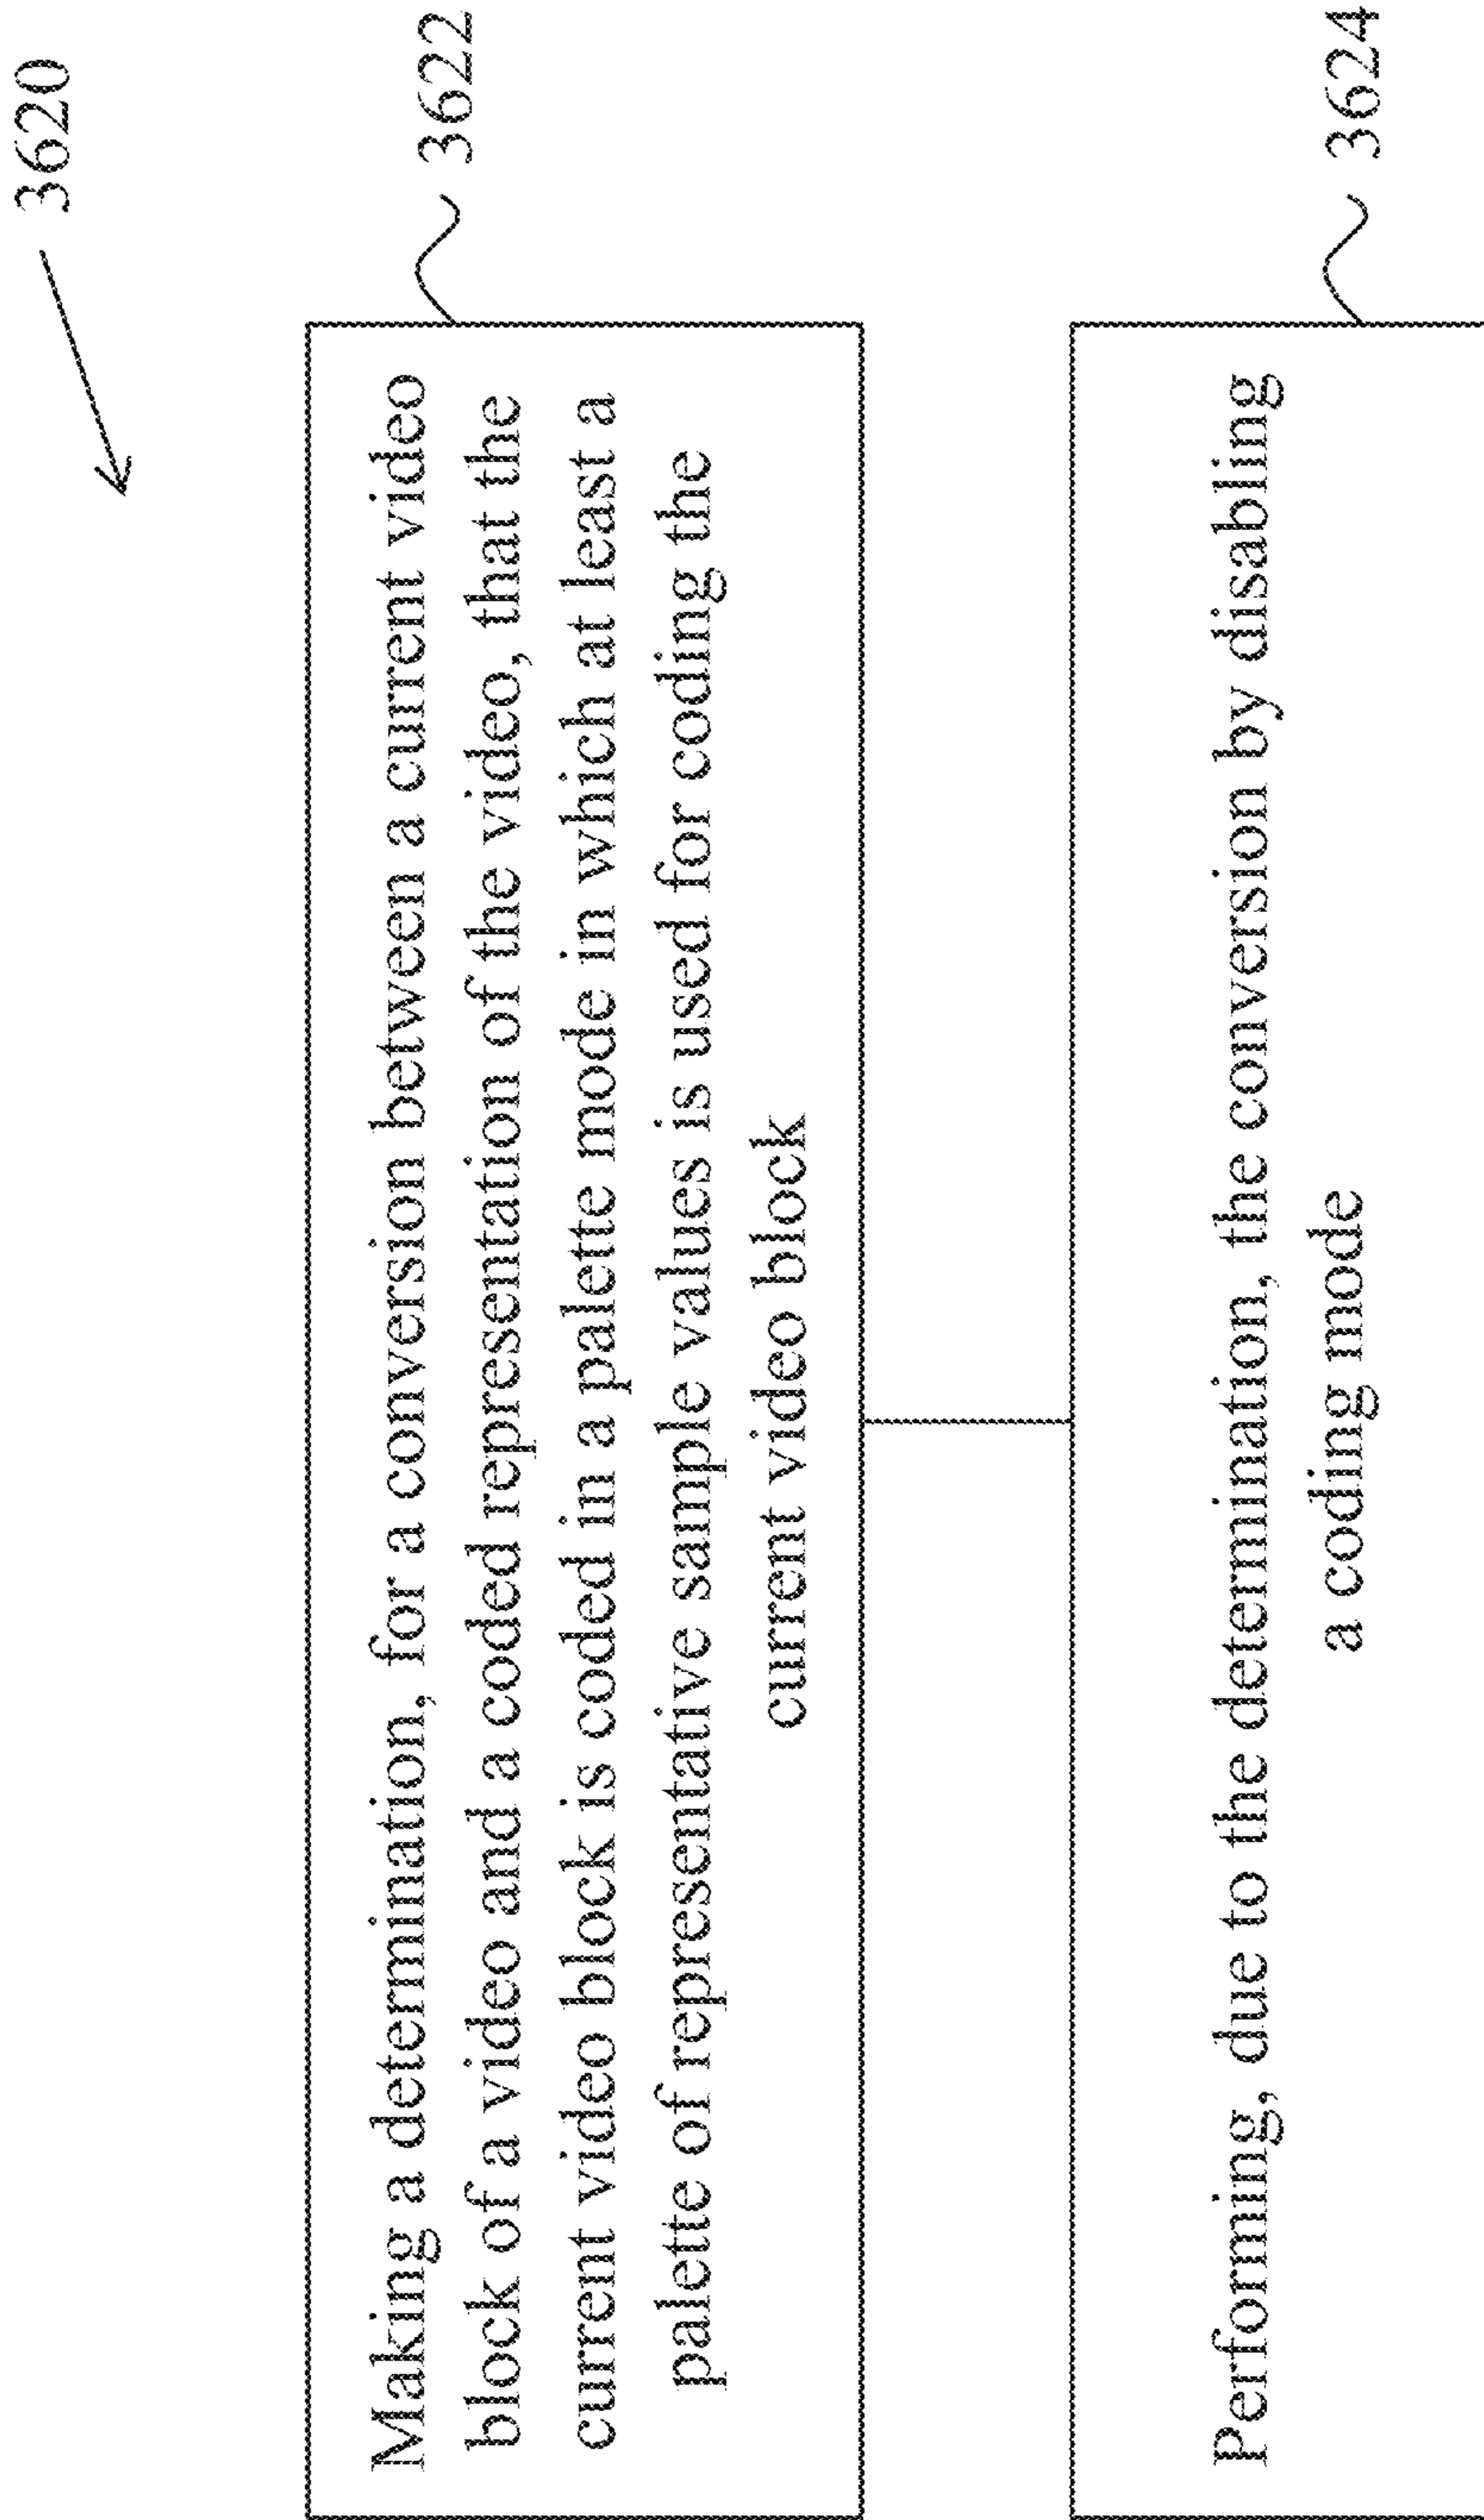 3620
Making a determination, for a conversion between a current video
block of a video and a coded representation of the video, that the
current video block is coded in a palette mode in which at least a
palette of representative sample values is used for coding the
current video block
3622
Performing, due to the determination, the conversion by disabling
a coding mode
3624